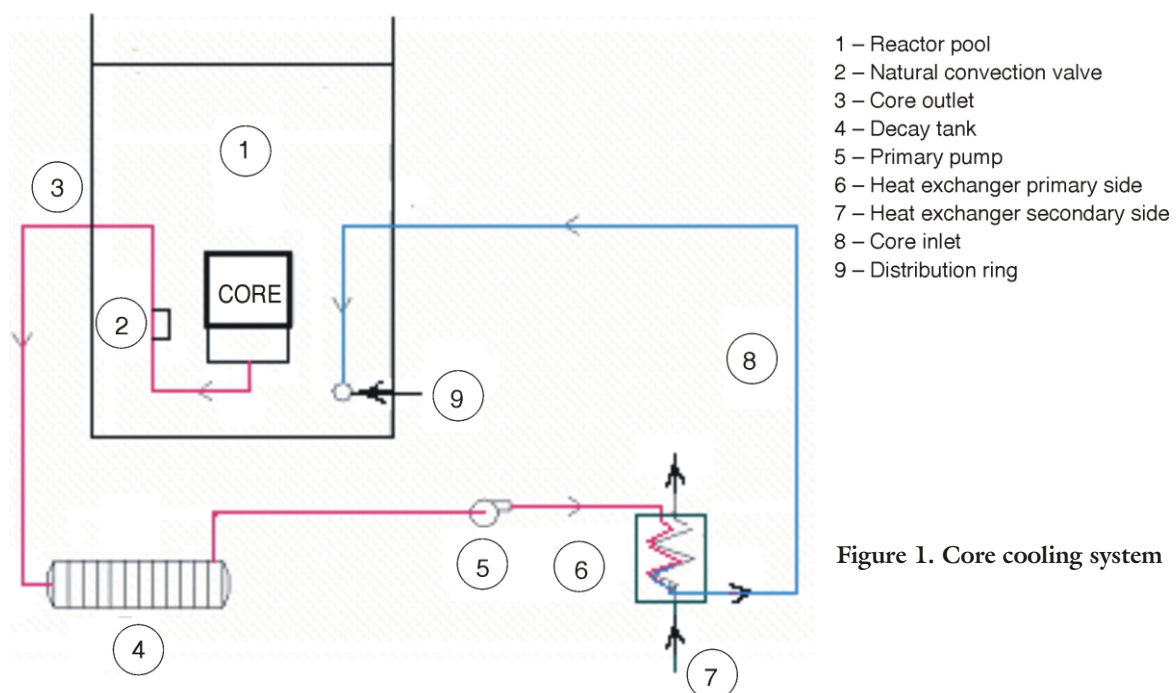 1 – Reactor pool
2 – Natural convection valve
3 – Core outlet
4 – Decay tank
5 – Primary pump
6 – Heat exchanger primary side
7 – Heat exchanger secondary side
8 – Core inlet
9 – Distribution ring
1
3
CORE
2
9
8
5
6
4
7
Figure 1. Core cooling system